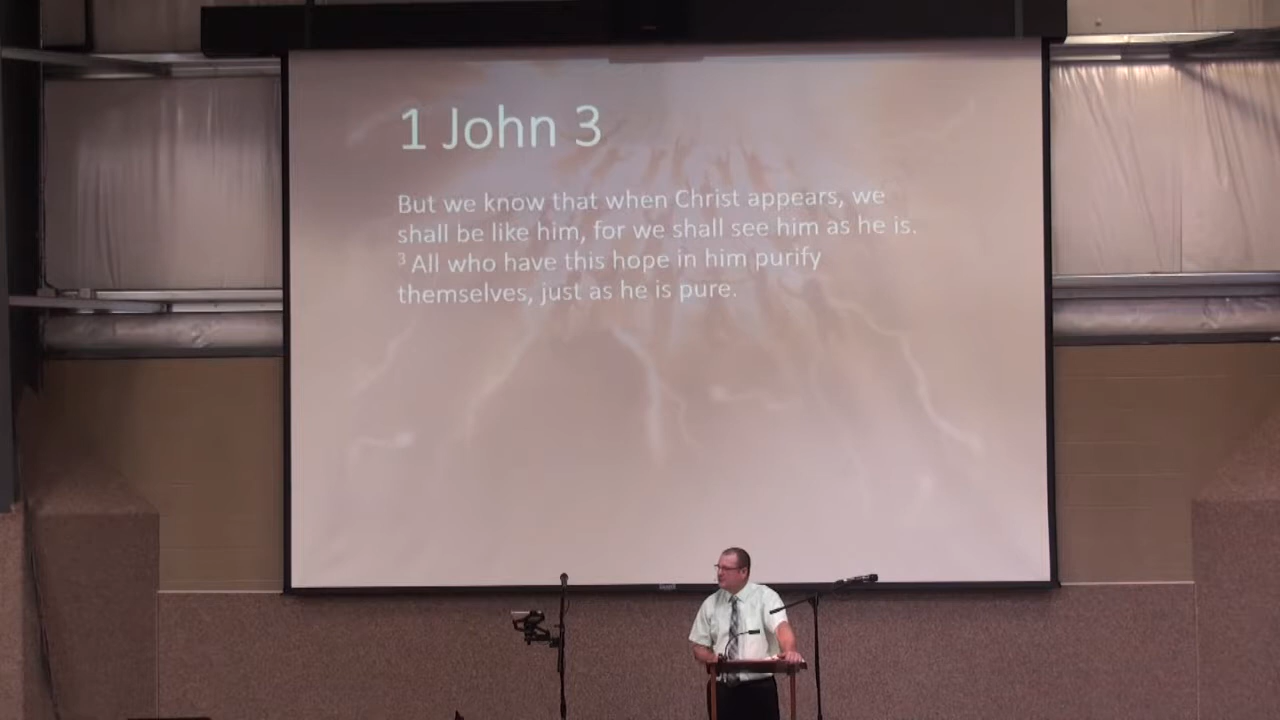 1 John 3
But we know that when Christ appears, we
shall be like him, for we shall see him as he is.
3 All who have this hope in him purify
themselves, just as he is pure.